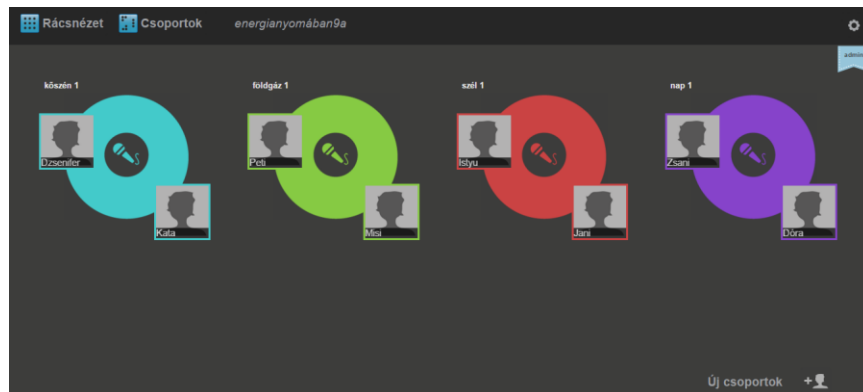 Rácsnézet Csoportok energianyomában9a
admin
kőszén 1 földgáz 1 szél 1 nap 1
Dzsenifer Peti Istyu Zsani
Kata Misi Jani Dóra
Új csoportok